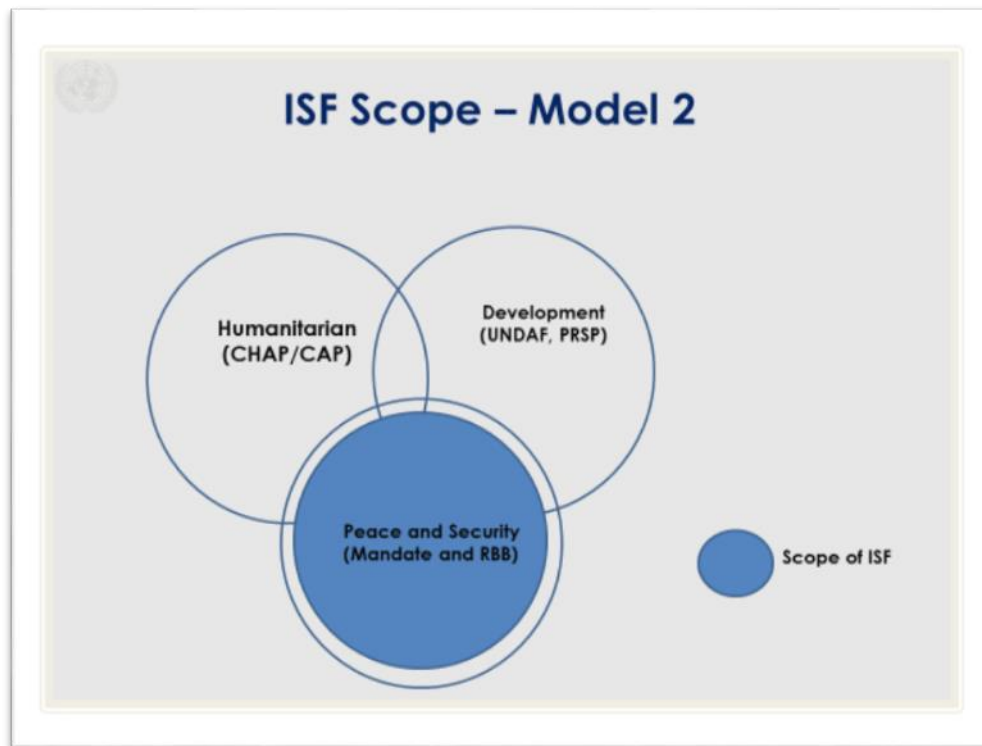 ISF Scope – Model 2
Humanitarian
(CHAP/CAP)
Development
(UNDAF, PRSP)
Peace and Security
(Mandate and RBB)
Scope of ISF